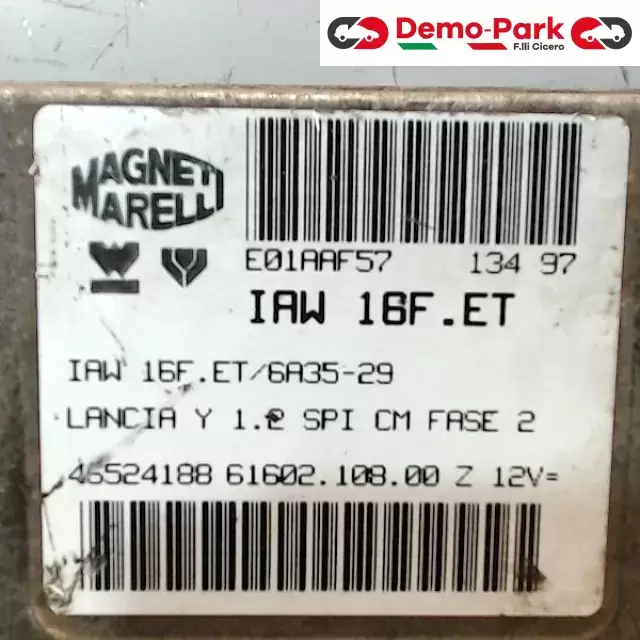 Demo-Park
F.lli Cicero
MAGNETI
MARELLI
E01AAF57 134 97
IAW 16F.ET
IAW 16F.ET/6A35-29
LANCIA Y 1.2 SPI CM FASE 2
46524188 61602.108.00 Z 12V=